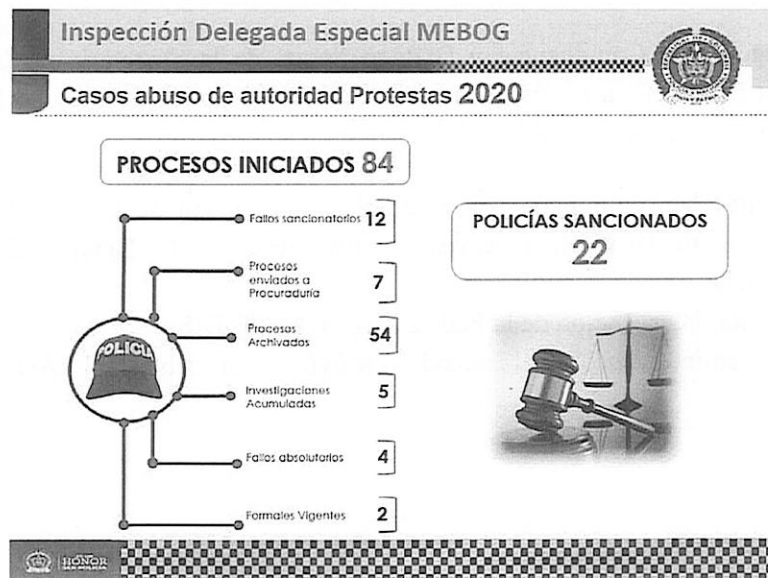 Inspección Delegada Especial MEBOG
Casos abuso de autoridad Protestas 2020
PROCESOS INICIADOS 84
Fallos sancionatorios 12
Procesos
enviados a
Procuraduría
7
Procesos
Archivados
54
Investigaciones
Acumuladas
5
Fallos absolutorios 4
Formales Vigentes 2
POLICÍA
POLICÍAS SANCIONADOS
22
HONOR